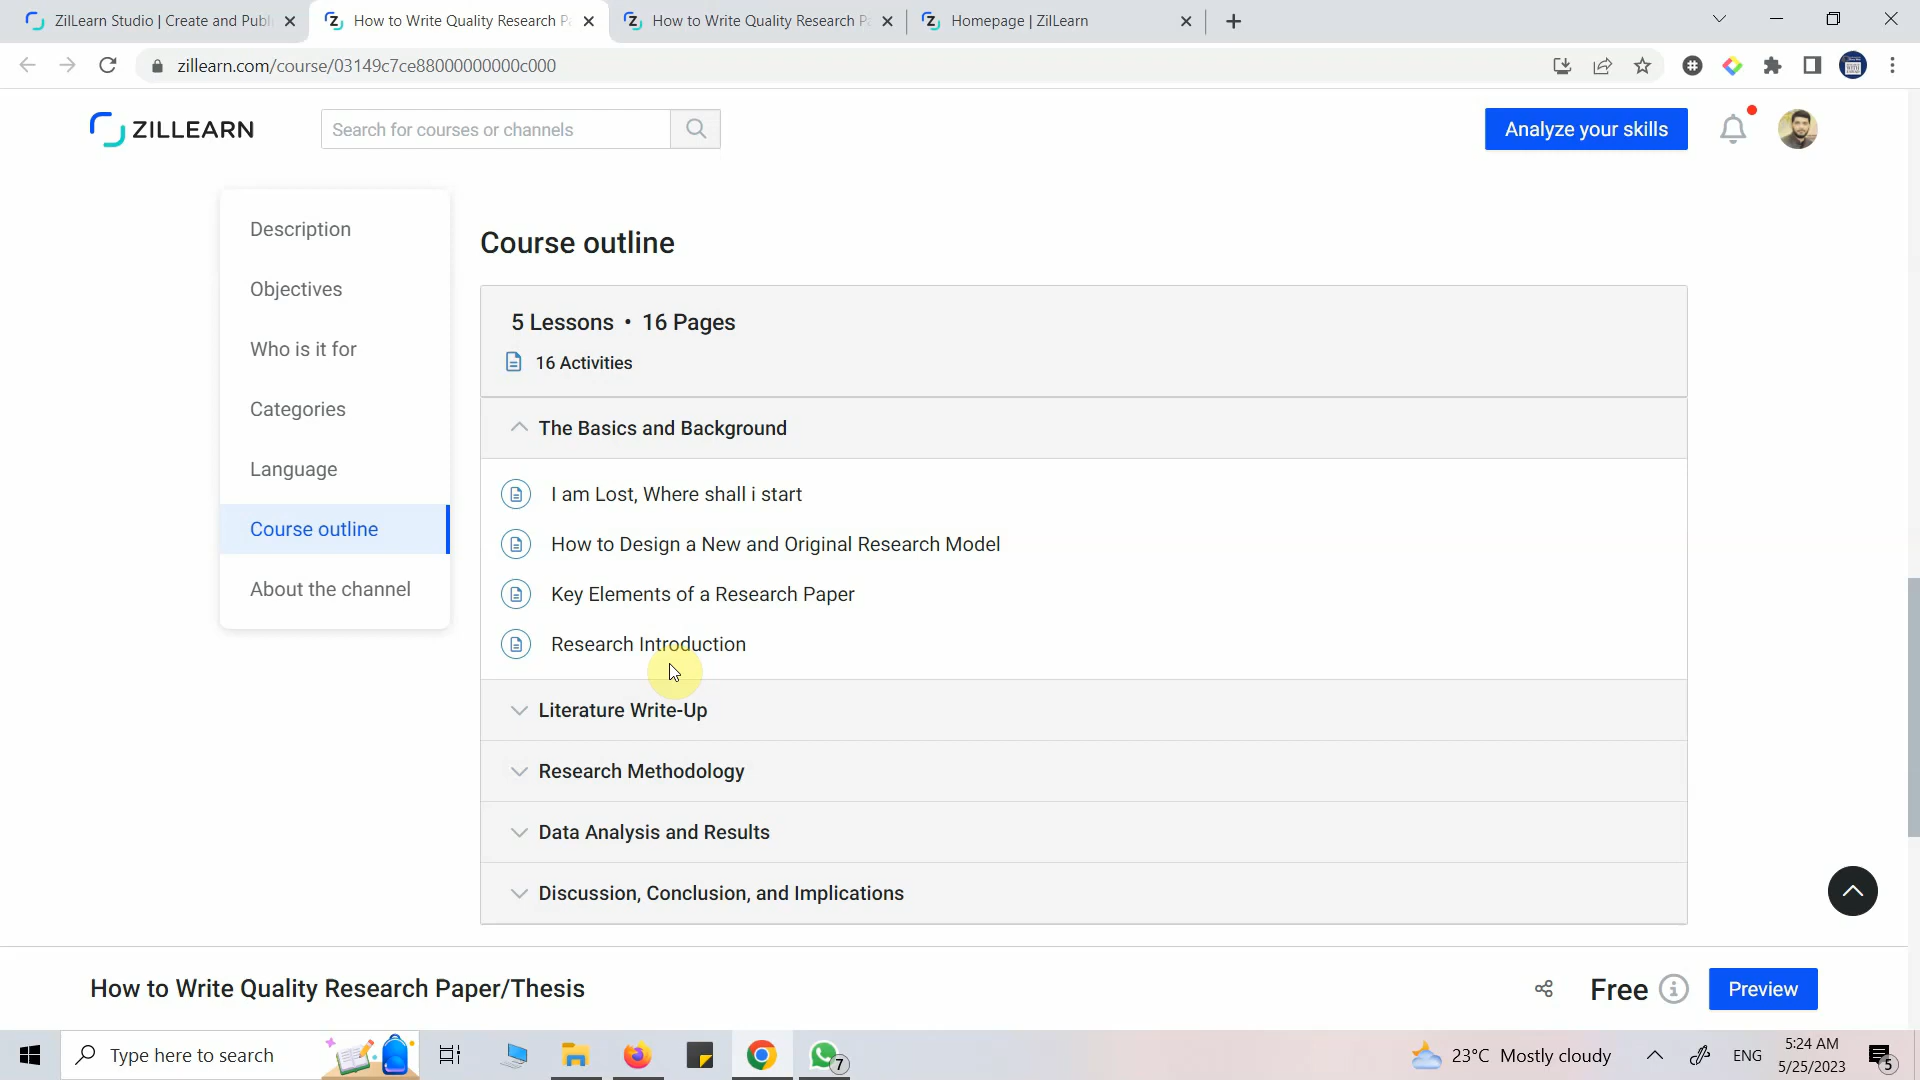 ZilLearn Studio | Create and Publ
How to Write Quality Research P
How to Write Quality Research P
Homepage | ZilLearn
zillearn.com/course/03149c7ce88000000000c000
ZILLEARN
Search for courses or channels
Analyze your skills
Description
Objectives
Who is it for
Categories
Language
Course outline
About the channel
Course outline
5 Lessons • 16 Pages
16 Activities
The Basics and Background
I am Lost, Where shall i start
How to Design a New and Original Research Model
Key Elements of a Research Paper
Research Introduction
Literature Write-Up
Research Methodology
Data Analysis and Results
Discussion, Conclusion, and Implications
How to Write Quality Research Paper/Thesis
Free
Preview
Type here to search
7
23°C Mostly cloudy
ENG
5:24 AM
5/25/2023
5